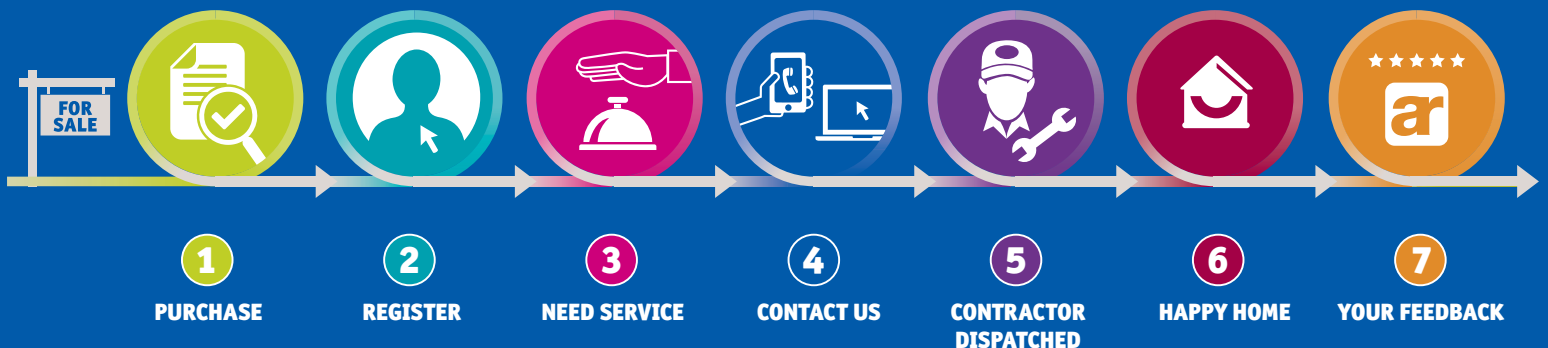 FOR
SALE
ar
1
PURCHASE
2
REGISTER
3
NEED SERVICE
4
CONTACT US
5
CONTRACTOR
DISPATCHED
6
HAPPY HOME
7
YOUR FEEDBACK